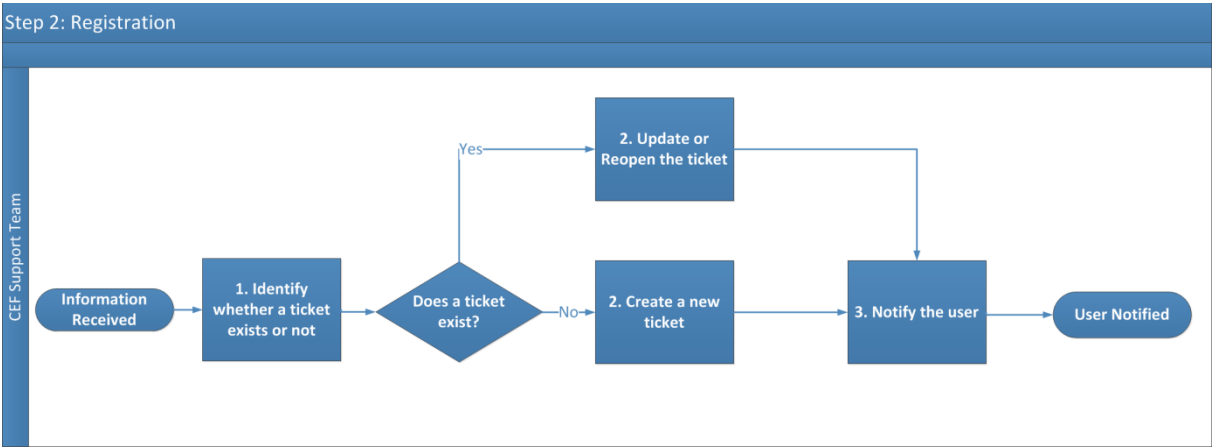 Step 2: Registration
CEF Support Team
Information
Received
1. Identify
whether a ticket
exists or not
Does a ticket
exist?
Yes
2. Update or
Reopen the ticket
No
2. Create a new
ticket
3. Notify the user
User Notified